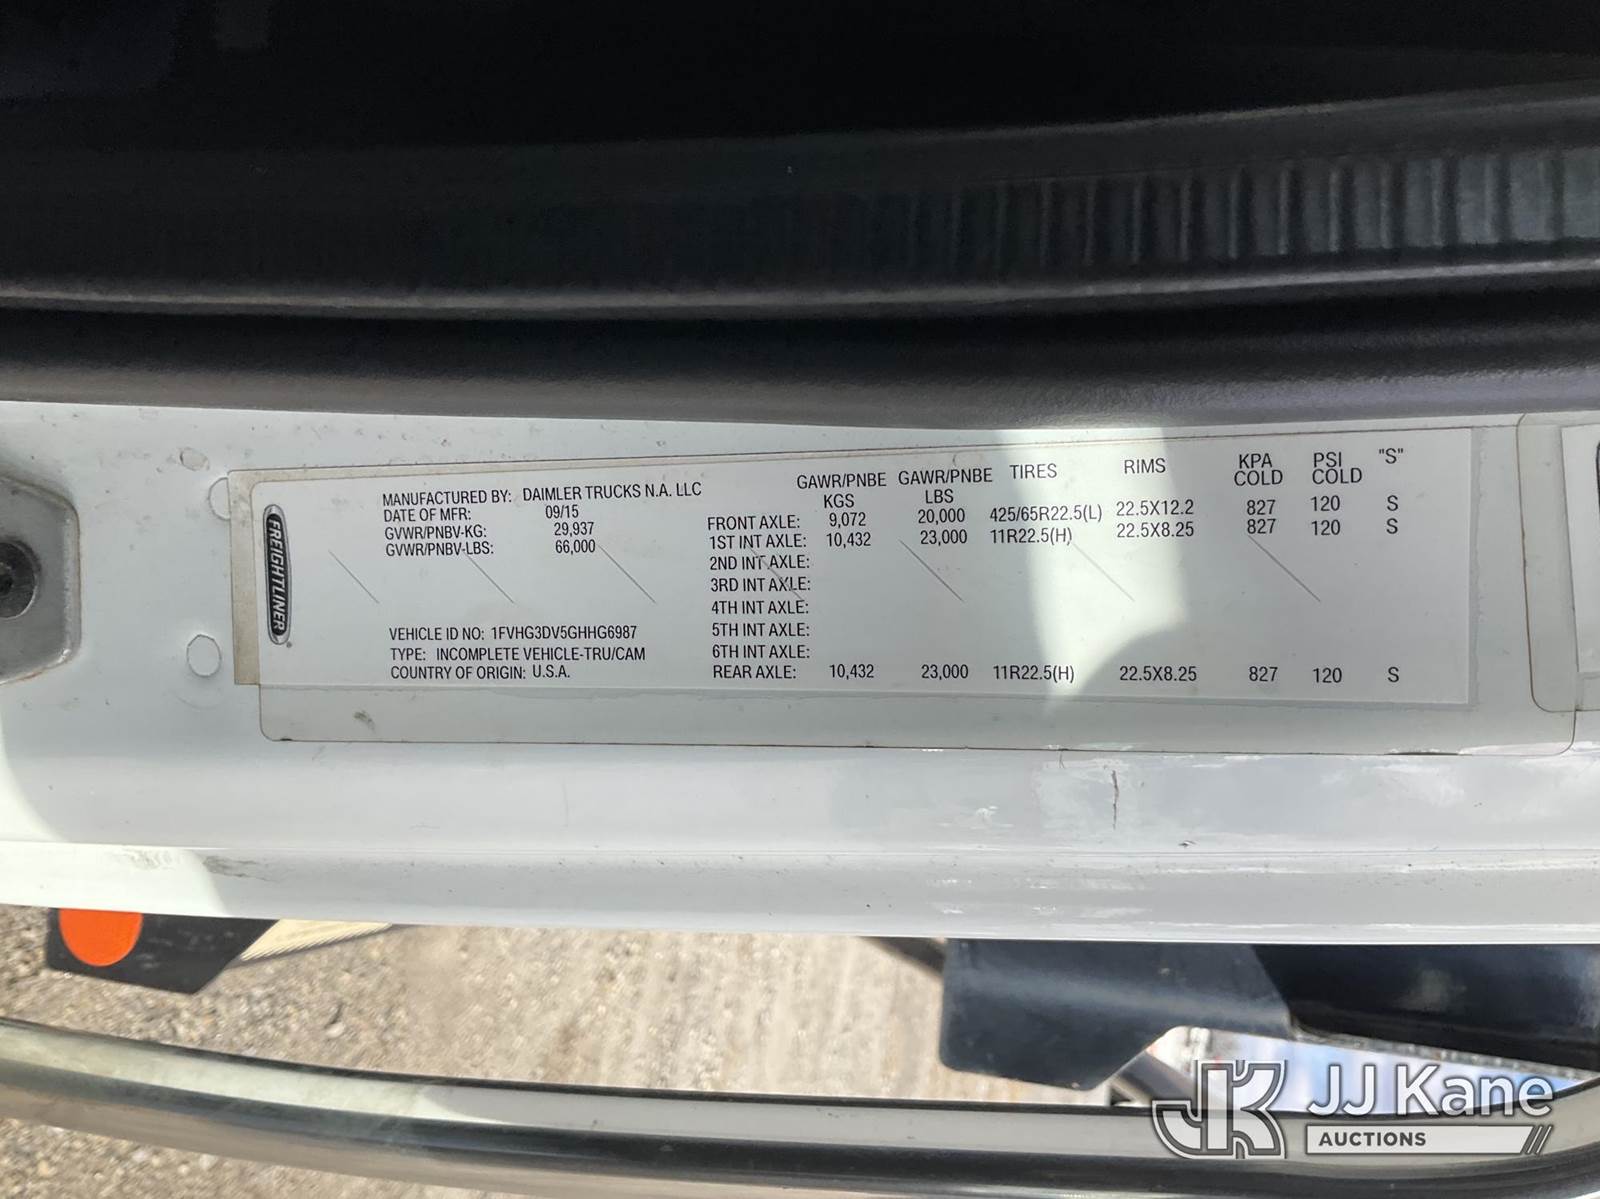 FREIGHTLINER
MANUFACTURED BY: DAIMLER TRUCKS N.A. LLC
DATE OF MFR: 09/15
GVWR/PNBV-KG: 29,937
GVWR/PNBV-LBS: 66,000
VEHICLE ID NO: 1FVHG3DV5GHHG6987
TYPE: INCOMPLETE VEHICLE-TRU/CAM
COUNTRY OF ORIGIN: U.S.A.
GAWR/PNBE GAWR/PNBE TIRES RIMS KPA PSI "S"
KGS LBS COLD COLD
FRONT AXLE: 9,072 20,000 425/65R22.5(L) 22.5X12.2 827 120 S
1ST INT AXLE: 10,432 23,000 11R22.5(H) 22.5X8.25 827 120 S
2ND INT AXLE:
3RD INT AXLE:
4TH INT AXLE:
5TH INT AXLE:
6TH INT AXLE:
REAR AXLE: 10,432 23,000 11R22.5(H) 22.5X8.25 827 120 S
JK JJ Kane
AUCTIONS